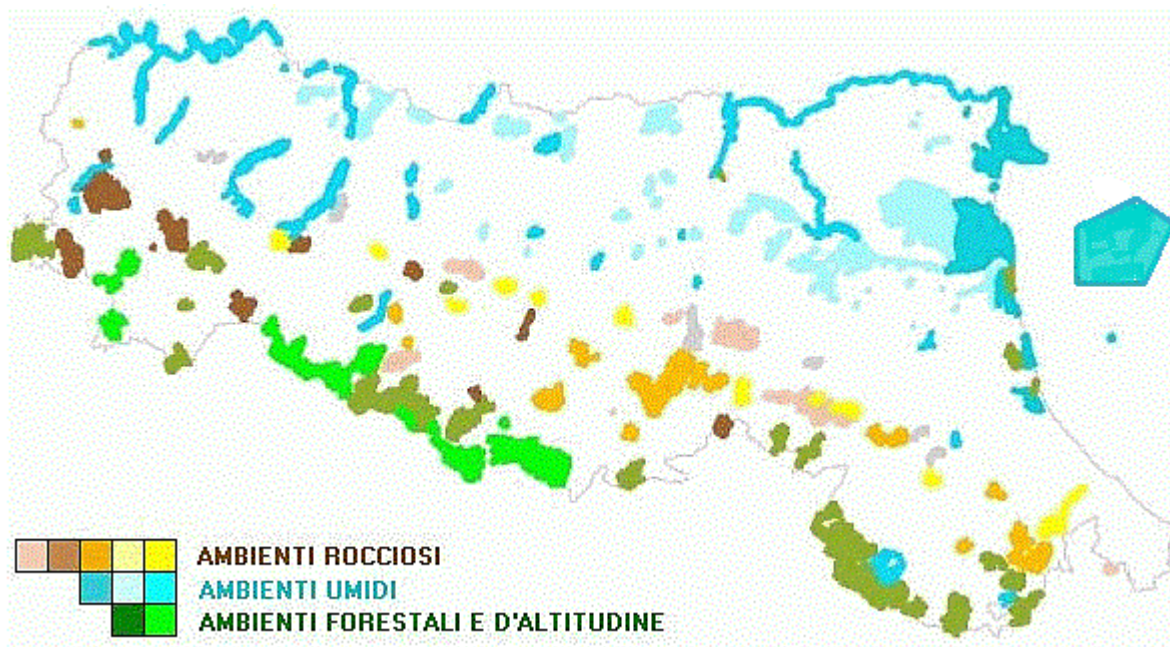 AMBIENTI ROCCIOSI
AMBIENTI UMIDI
AMBIENTI FORESTALI E D'ALTITUDINE